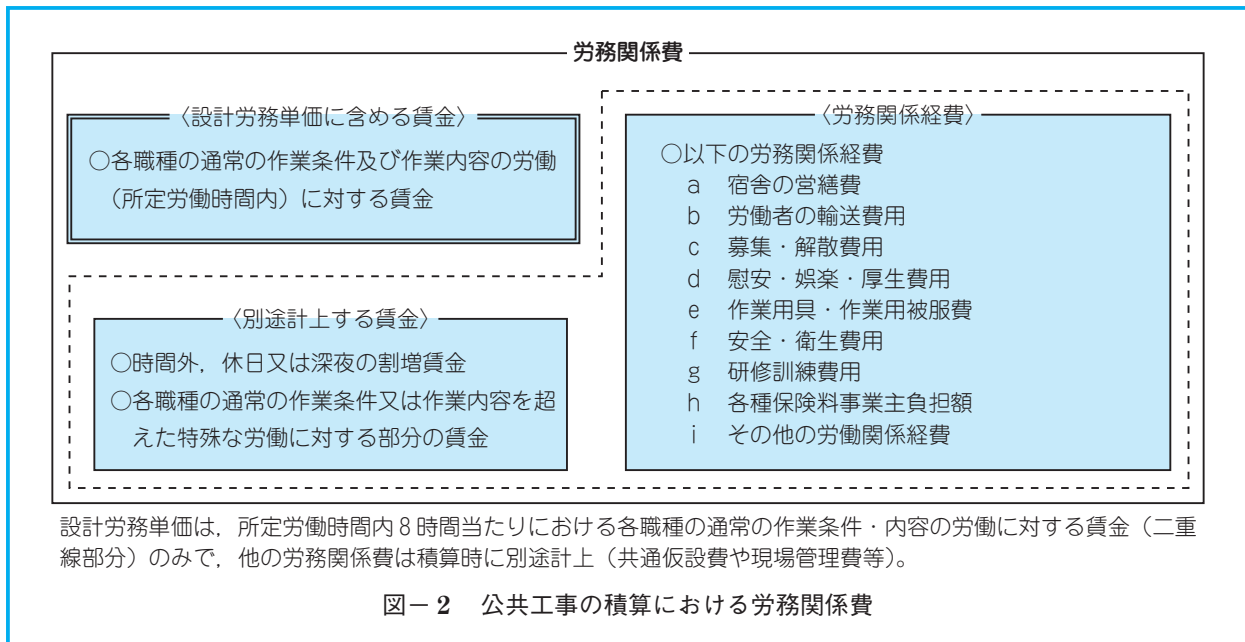 労務関係費
〈設計労務単価に含める賃金〉
○各職種の通常の作業条件及び作業内容の労働
（所定労働時間内）に対する賃金
〈別途計上する賃金〉
○時間外，休日又は深夜の割増賃金
○各職種の通常の作業条件又は作業内容を超
えた特殊な労働に対する部分の賃金
〈労務関係経費〉
○以下の労務関係経費
a 宿舎の営繕費
b 労働者の輸送費用
c 募集・解散費用
d 慰安・娯楽・厚生費用
e 作業用具・作業用被服費
f 安全・衛生費用
g 研修訓練費用
h 各種保険料事業主負担額
i その他の労働関係経費
設計労務単価は，所定労働時間内８時間当たりにおける各職種の通常の作業条件・内容の労働に対する賃金（二重
線部分）のみで，他の労務関係費は積算時に別途計上（共通仮設費や現場管理費等）。
図－2 公共工事の積算における労務関係費